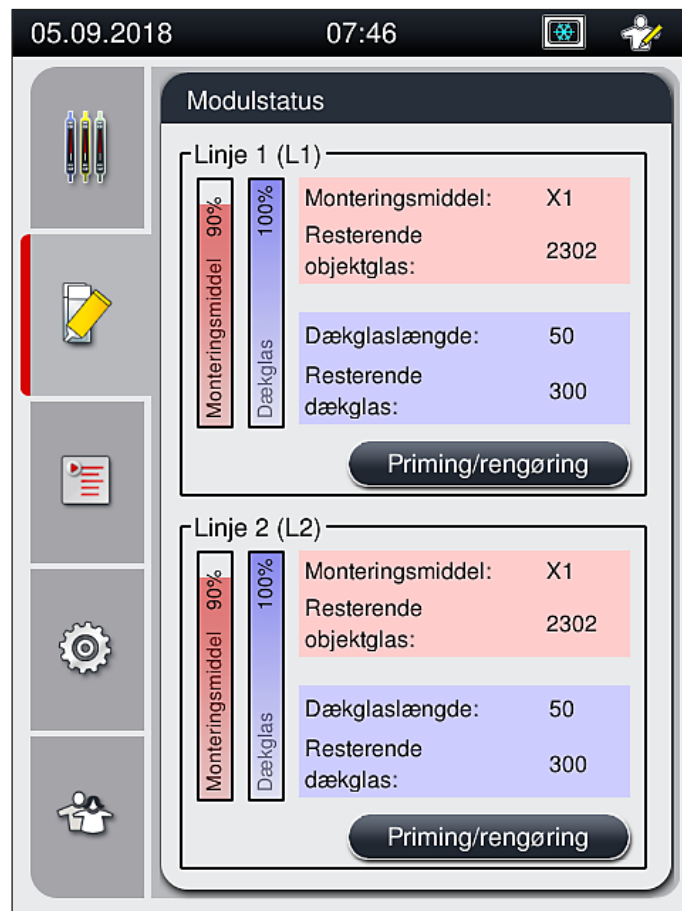 05.09.2018 07:46
Modulstatus
Linje 1 (L1)
Monteringsmiddel 90%
Dækglas 100%
Monteringsmiddel: X1
Resterende
objektglas: 2302
Dækglaslængde: 50
Resterende
dækglas: 300
Priming/rengøring
Linje 2 (L2)
Monteringsmiddel 90%
Dækglas 100%
Monteringsmiddel: X1
Resterende
objektglas: 2302
Dækglaslængde: 50
Resterende
dækglas: 300
Priming/rengøring